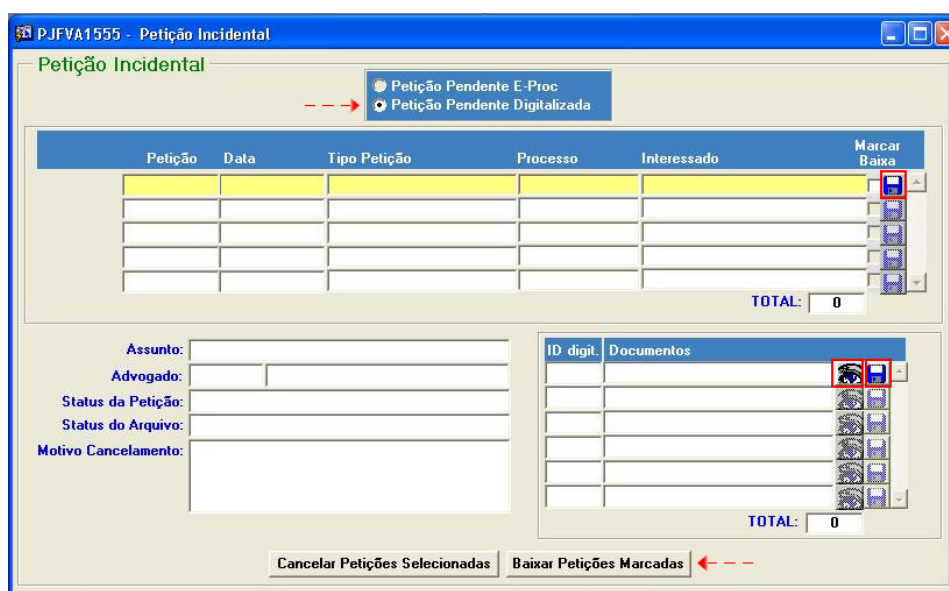 PJFVA1555 - Petição Incidental
Petição Incidental
Petição Pendente E-Proc
Petição Pendente Digitalizada
Petição Data Tipo Petição Processo Interessado Marcar Baixa
TOTAL: 0
Assunto:
Advogado:
Status da Petição:
Status do Arquivo:
Motivo Cancelamento:
ID digit. Documentos
TOTAL: 0
Cancelar Petições Selecionadas Baixar Petições Marcadas